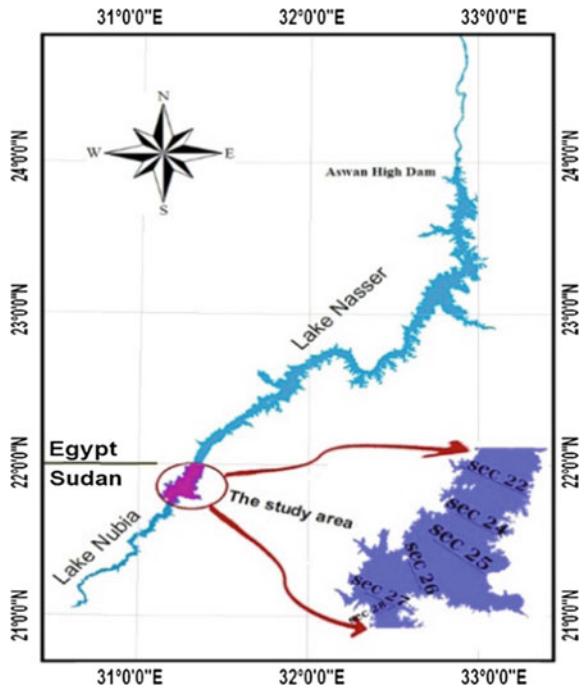 31°0'0"E 32°0'0"E 33°0'0"E
N
W E
S
24°0'0"N 24°0'0"N
Aswan High Dam
23°0'0"N 23°0'0"N
Lake Nasser
Egypt
22°0'0"N 22°0'0"N
Sudan
The study area
Lake Nubia
sec 22
sec 24
sec 25
sec 26
sec 27
sec 28
21°0'0"N 21°0'0"N
31°0'0"E 32°0'0"E 33°0'0"E